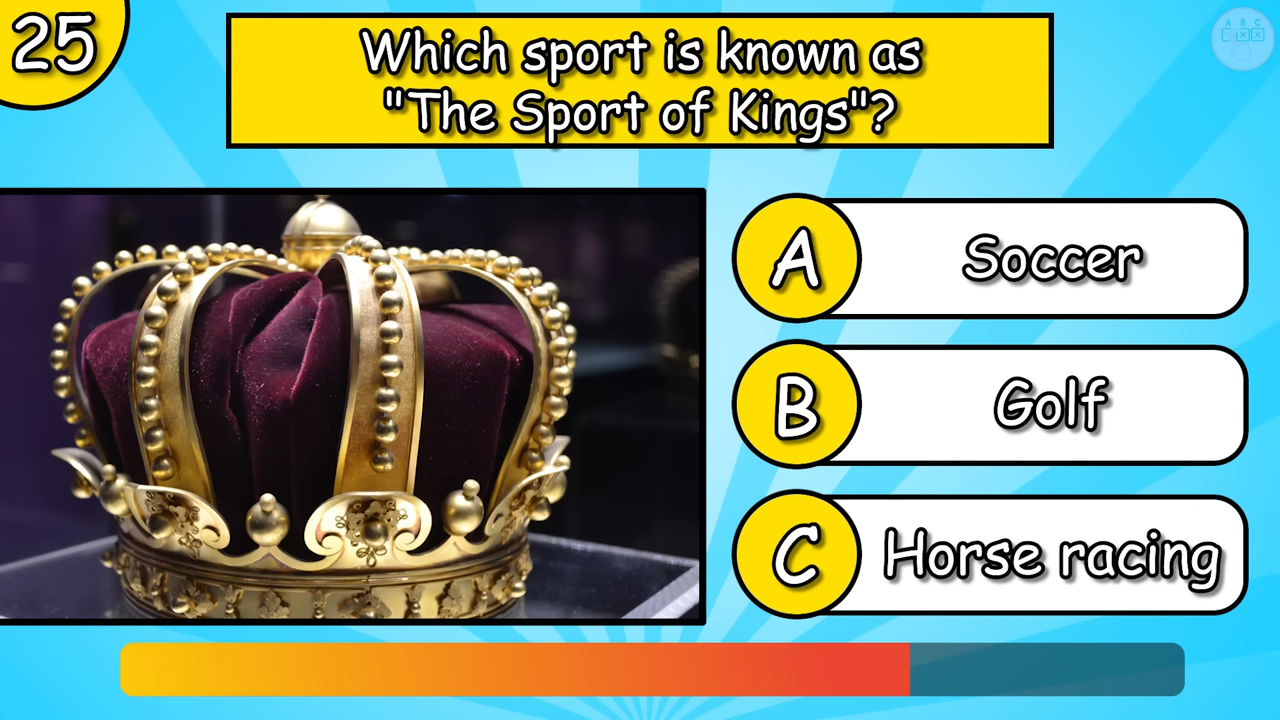 25
Which sport is known as
"The Sport of Kings"?
A Soccer
B Golf
C Horse racing
A B C